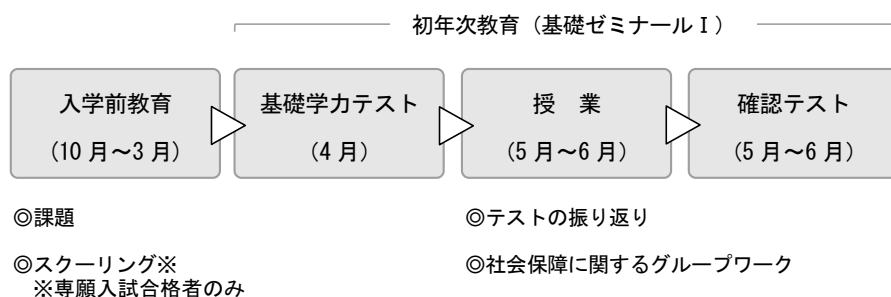 初年次教育（基礎ゼミナールⅠ）
入学前教育
（10月～3月）
基礎学力テスト
（4月）
授　業
（5月～6月）
確認テスト
（5月～6月）
◎課題
◎スクーリング※
※専願入試合格者のみ
◎テストの振り返り
◎社会保障に関するグループワーク